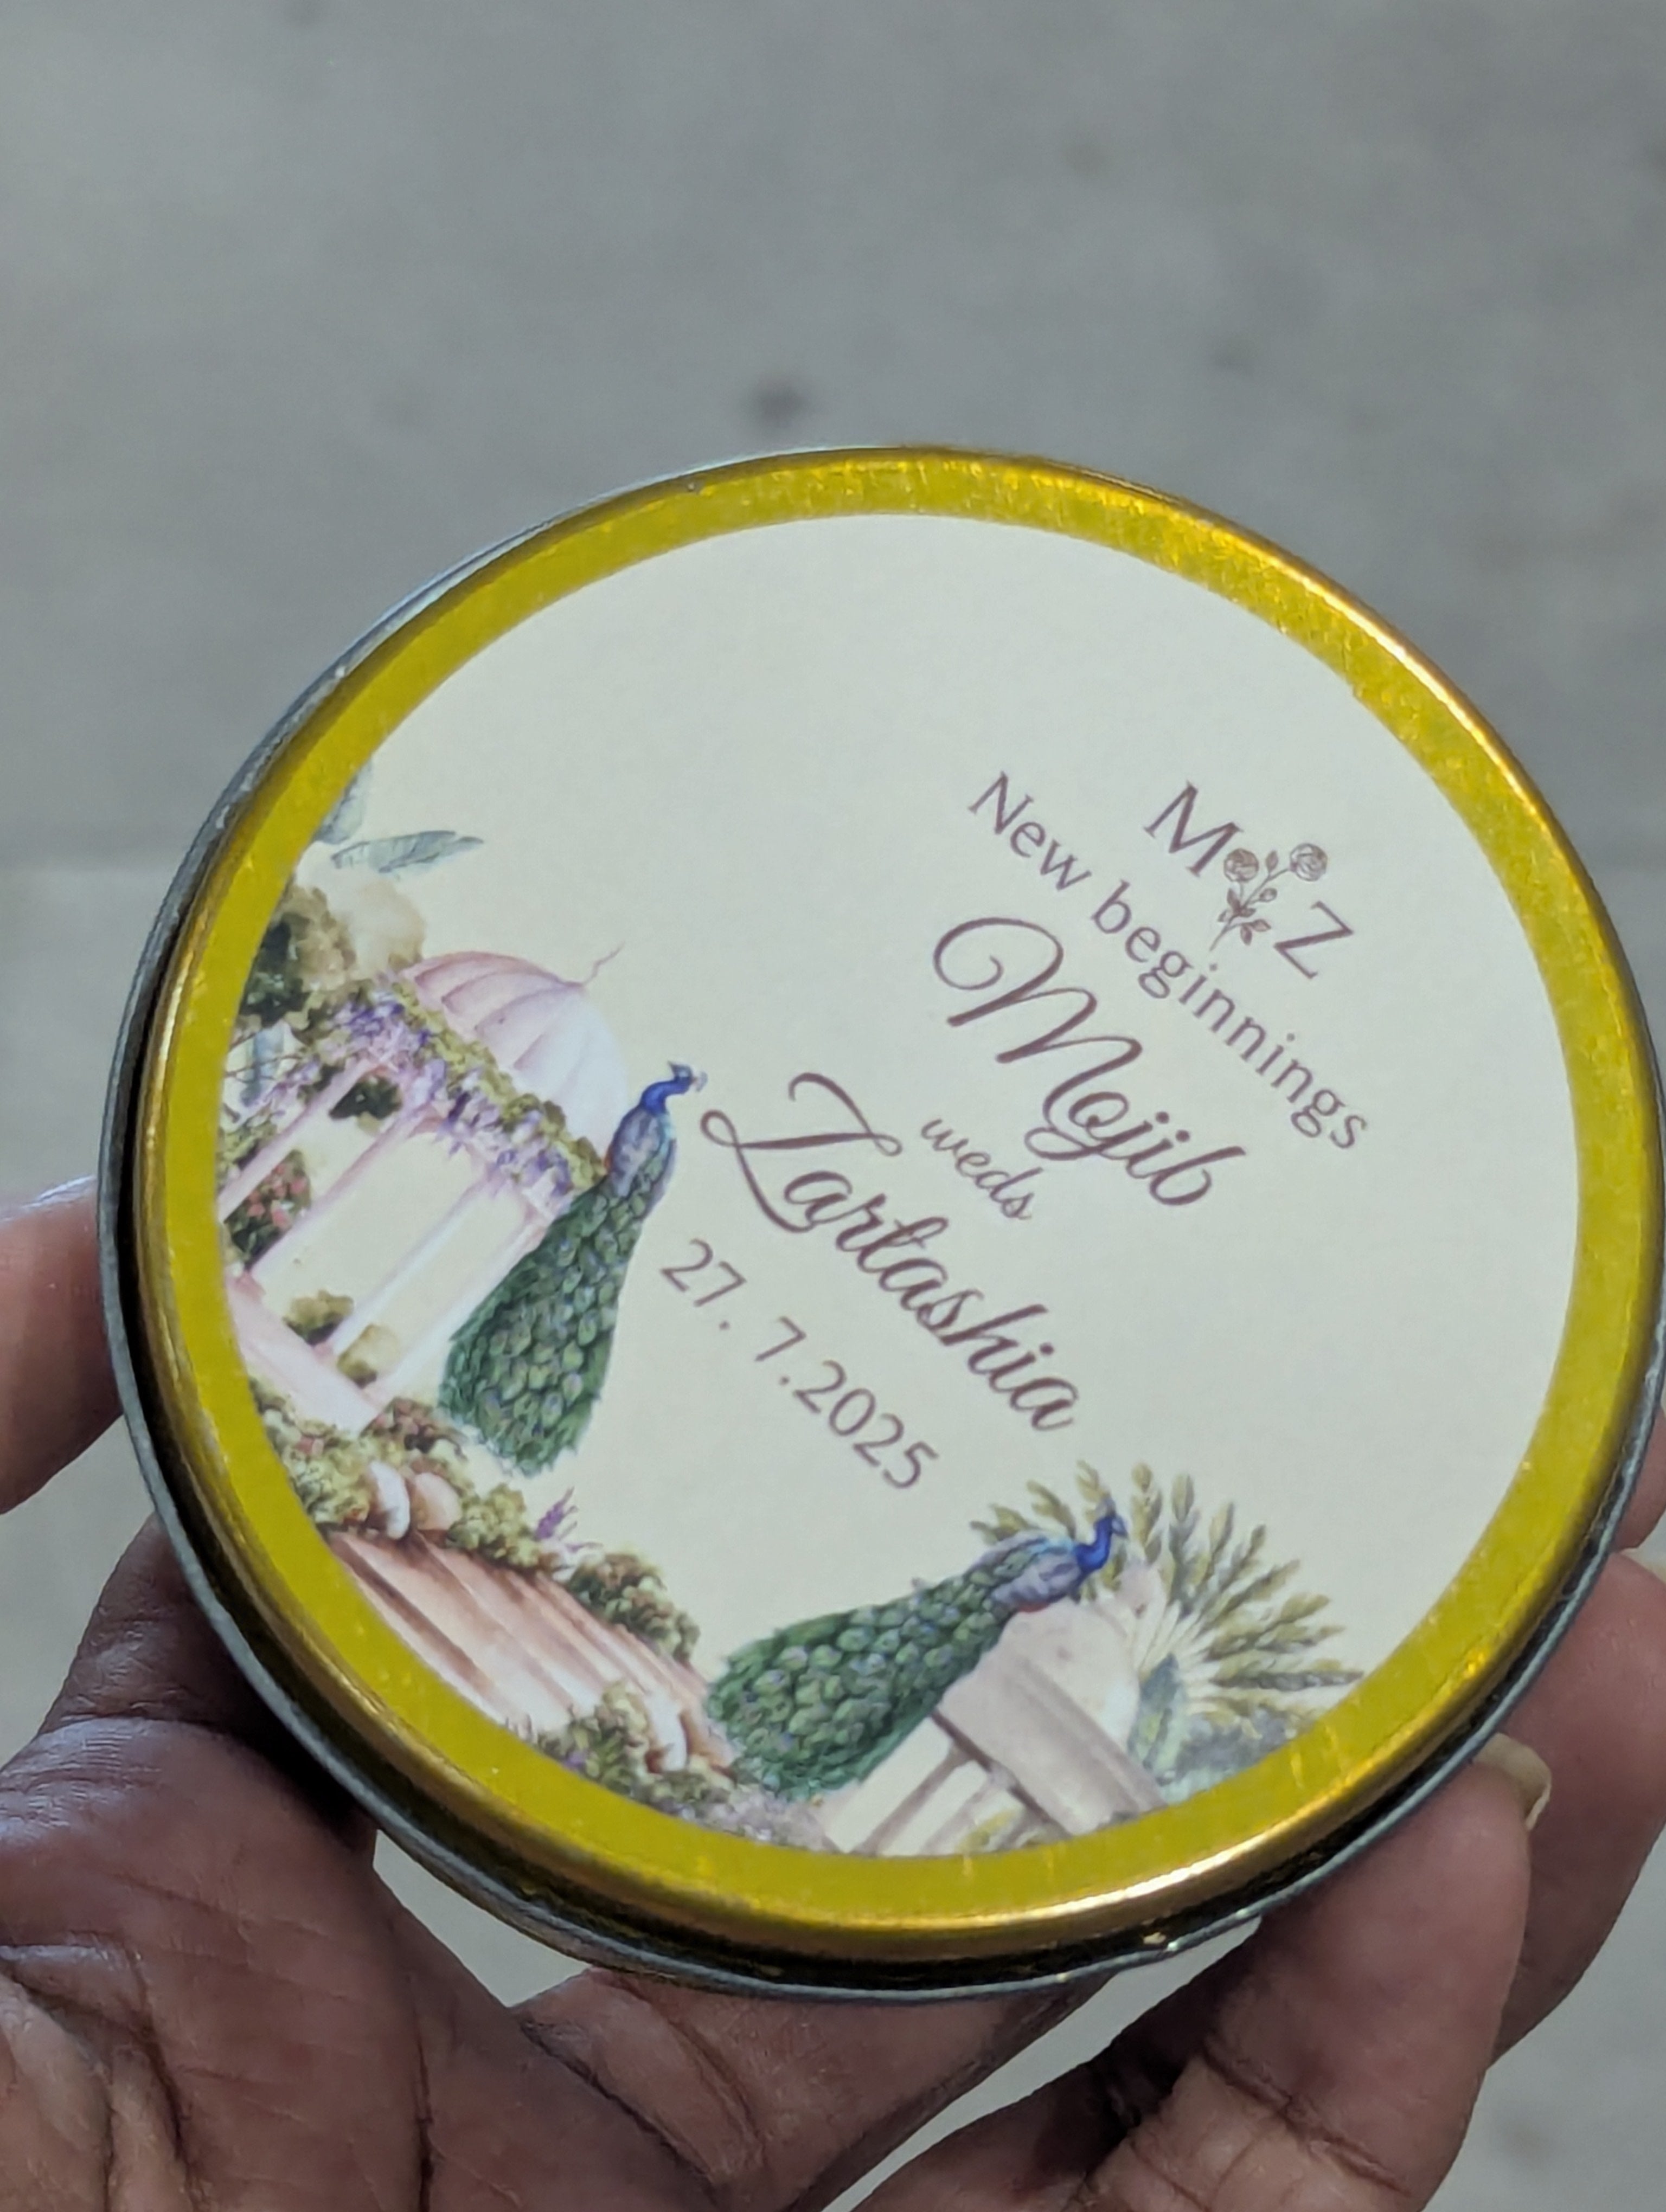 M Z
New beginnings
Mojib
weds
Zartashia
27. 7.2025